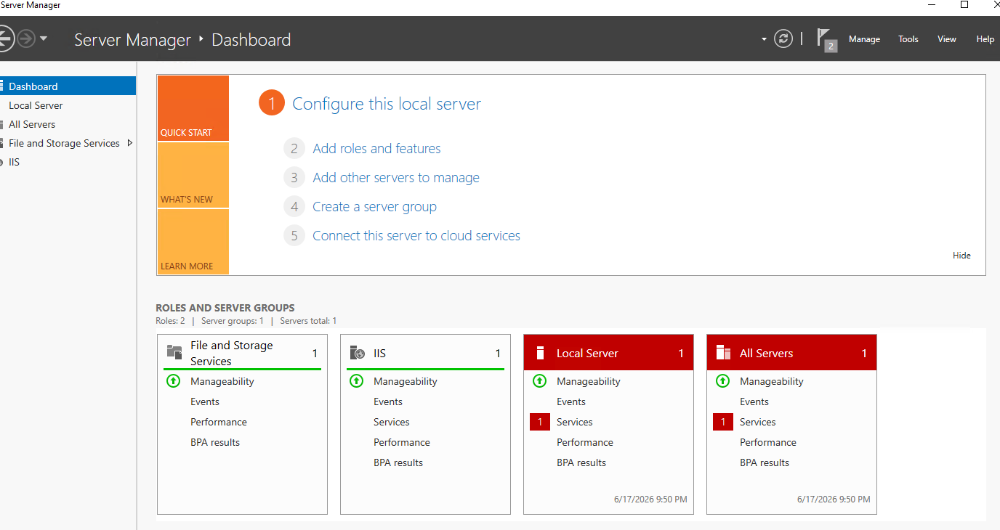 Server Manager
Server Manager ‣ Dashboard
2
Manage
Tools
View
Help
Dashboard
Local Server
All Servers
File and Storage Services
IIS
QUICK START
WHAT'S NEW
LEARN MORE
1 Configure this local server
2 Add roles and features
3 Add other servers to manage
4 Create a server group
5 Connect this server to cloud services
Hide
ROLES AND SERVER GROUPS
Roles: 2 | Server groups: 1 | Servers total: 1
File and Storage
Services
1
Manageability
Events
Performance
BPA results
IIS 1
Manageability
Events
Services
Performance
BPA results
Local Server 1
Manageability
Events
1 Services
Performance
BPA results
6/17/2026 9:50 PM
All Servers 1
Manageability
Events
1 Services
Performance
BPA results
6/17/2026 9:50 PM